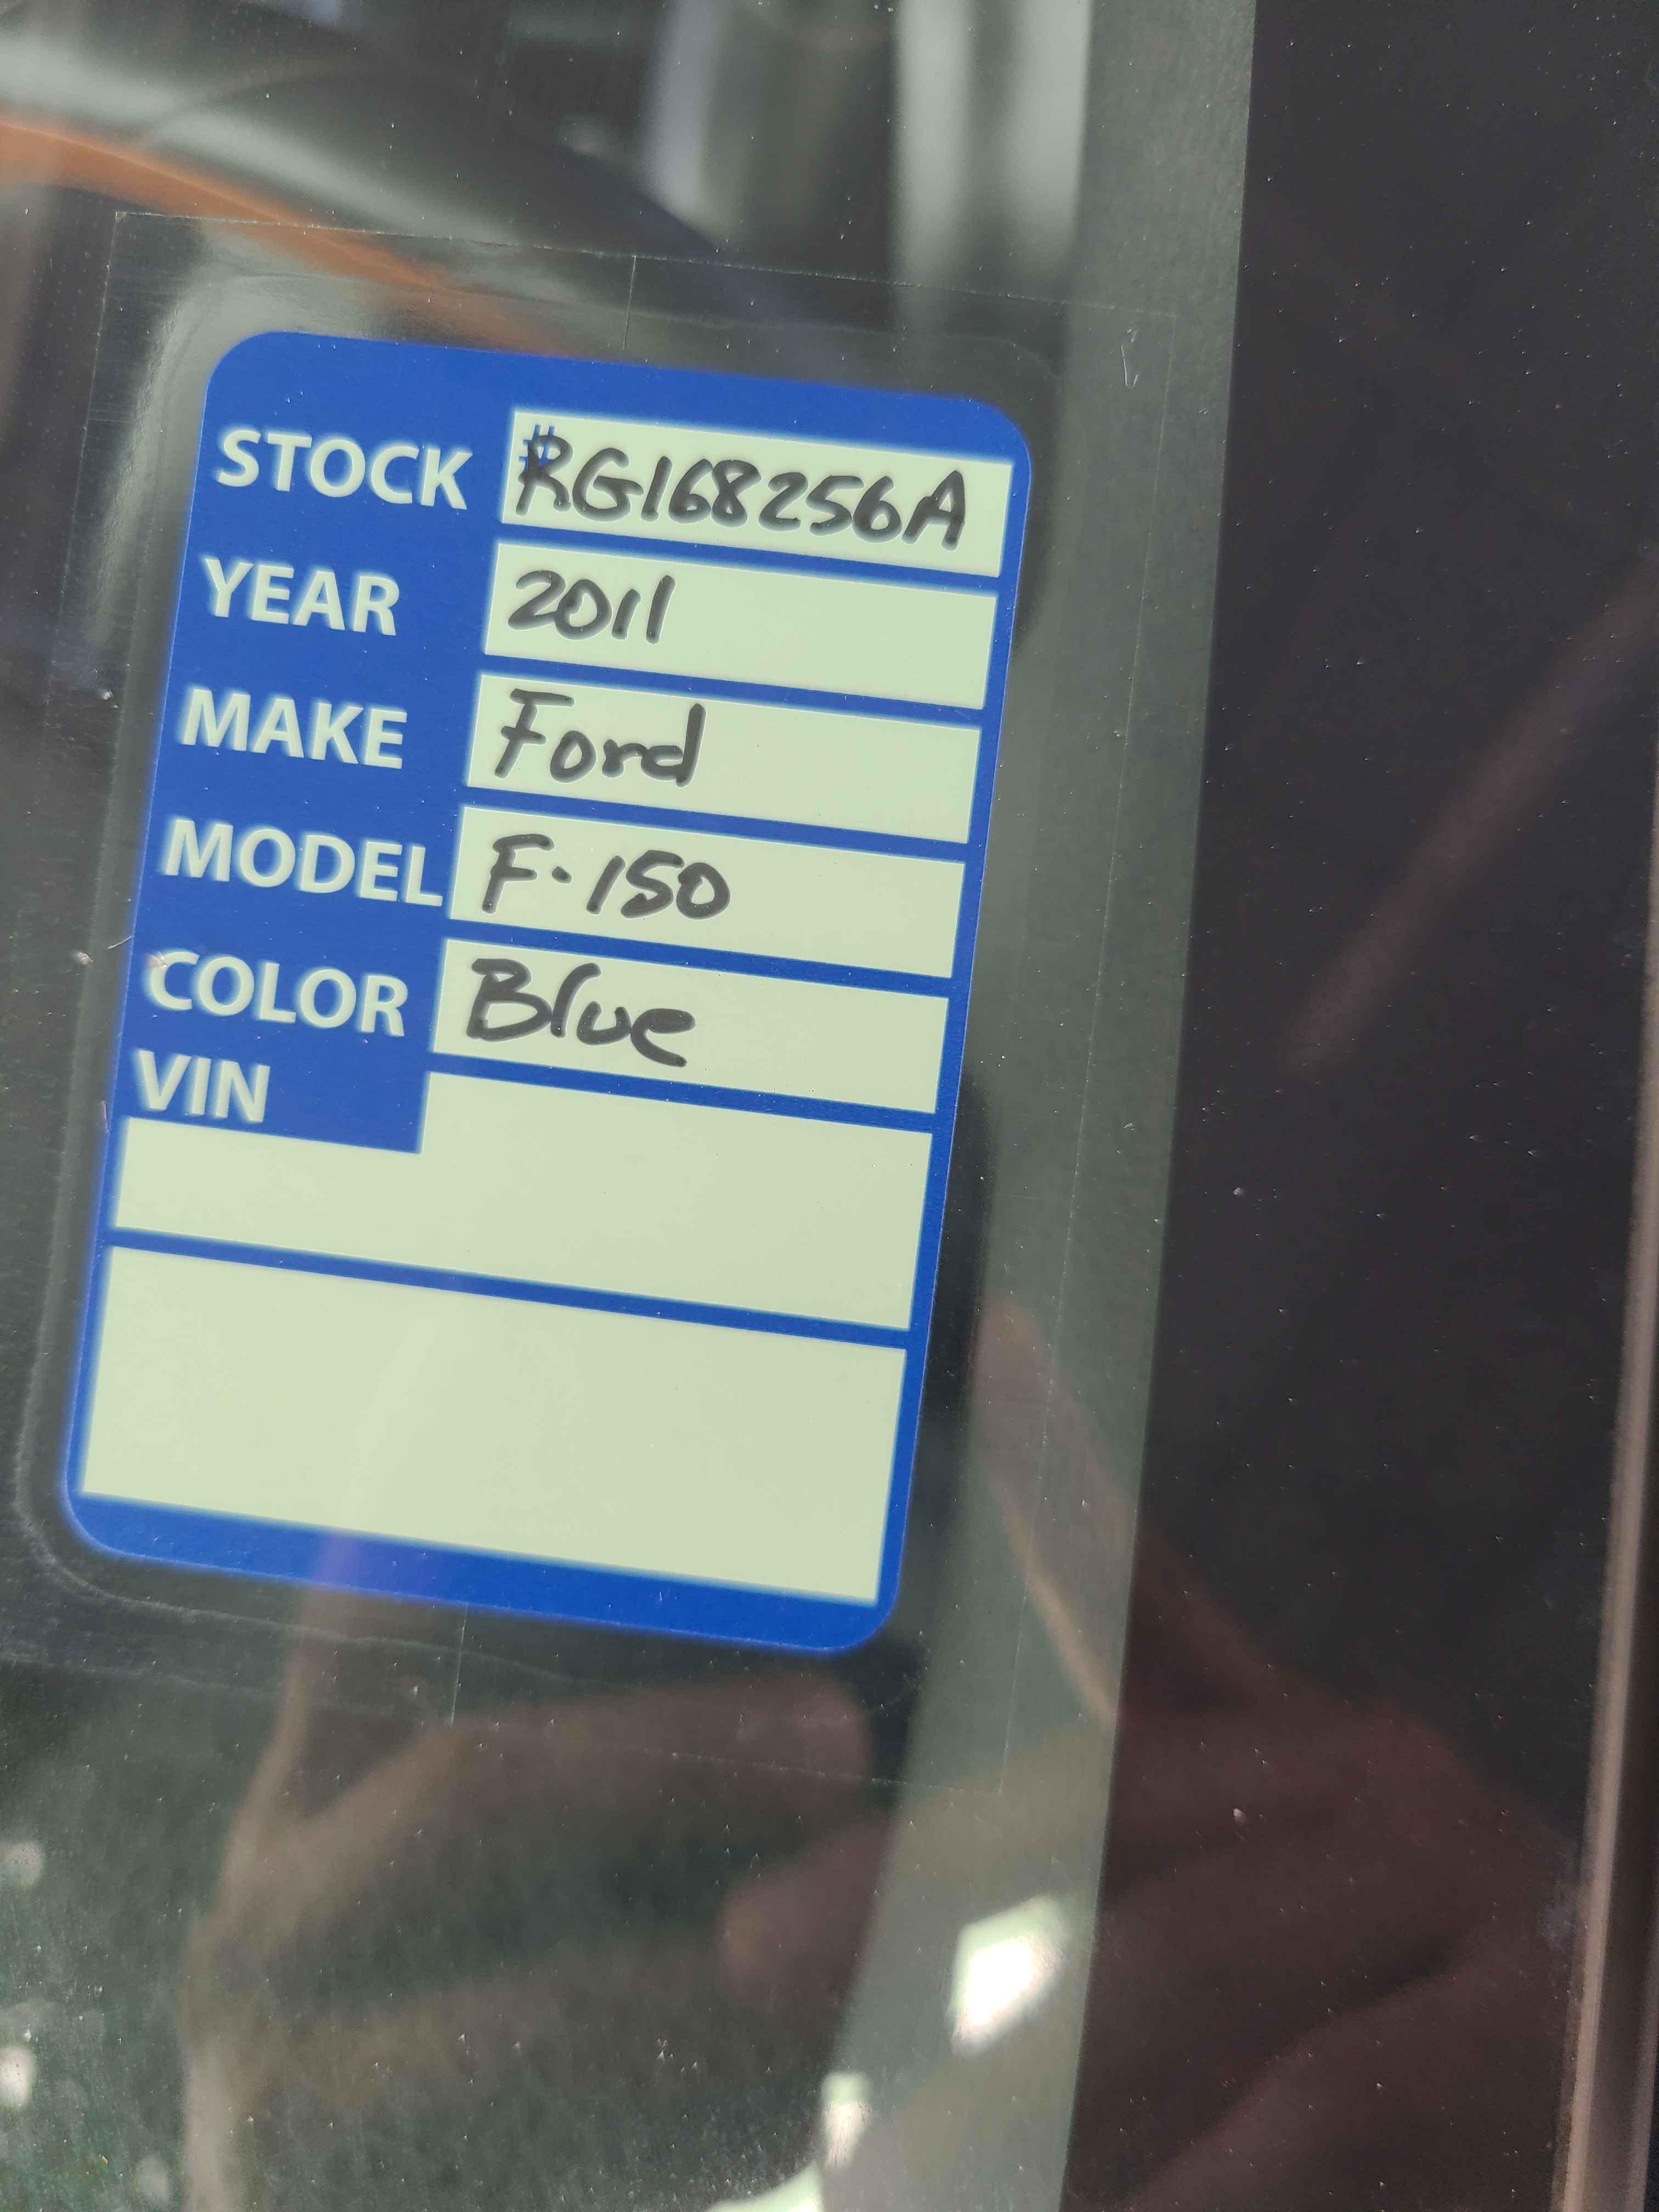 STOCK #RG168256A
YEAR 2011
MAKE Ford
MODEL F-150
COLOR Blue
VIN